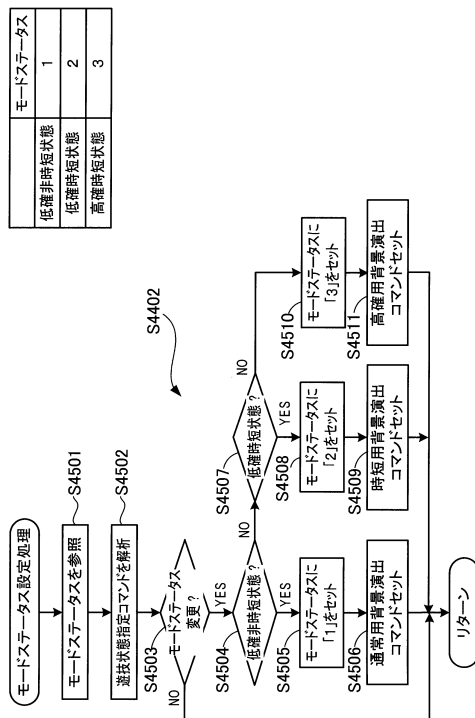 モードステータス設定処理
モードステータスを参照
S4501
遊技状態指定コマンドを解析
S4502
S4402
モードステータス
変更？
S4503
NO
YES
低確非時短状態？
S4504
NO
YES
モードステータスに
「1」をセット
S4505
通常用背景演出
コマンドセット
S4506
低確時短状態？
S4507
NO
YES
モードステータスに
「2」をセット
S4508
時短用背景演出
コマンドセット
S4509
モードステータスに
「3」をセット
S4510
高確用背景演出
コマンドセット
S4511
リターン
モードステータス
低確非時短状態 1
低確時短状態 2
高確時短状態 3